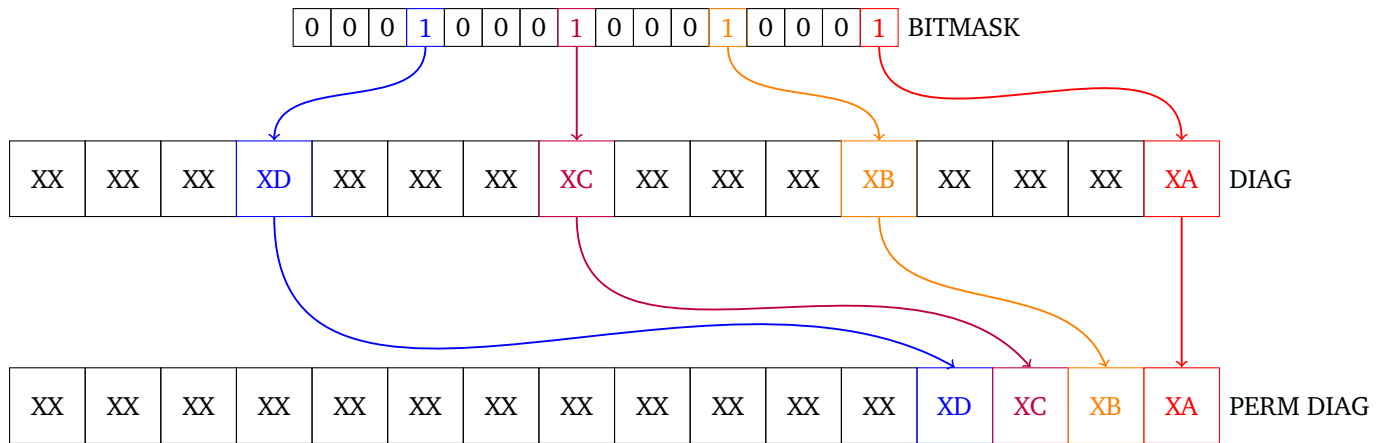 0 0 0 1 0 0 0 1 0 0 0 1 0 0 0 1 BITMASK
XX XX XX XD XX XX XX XC XX XX XX XB XX XX XX XA DIAG
XX XX XX XX XX XX XX XX XX XX XX XX XD XC XB XA PERM DIAG